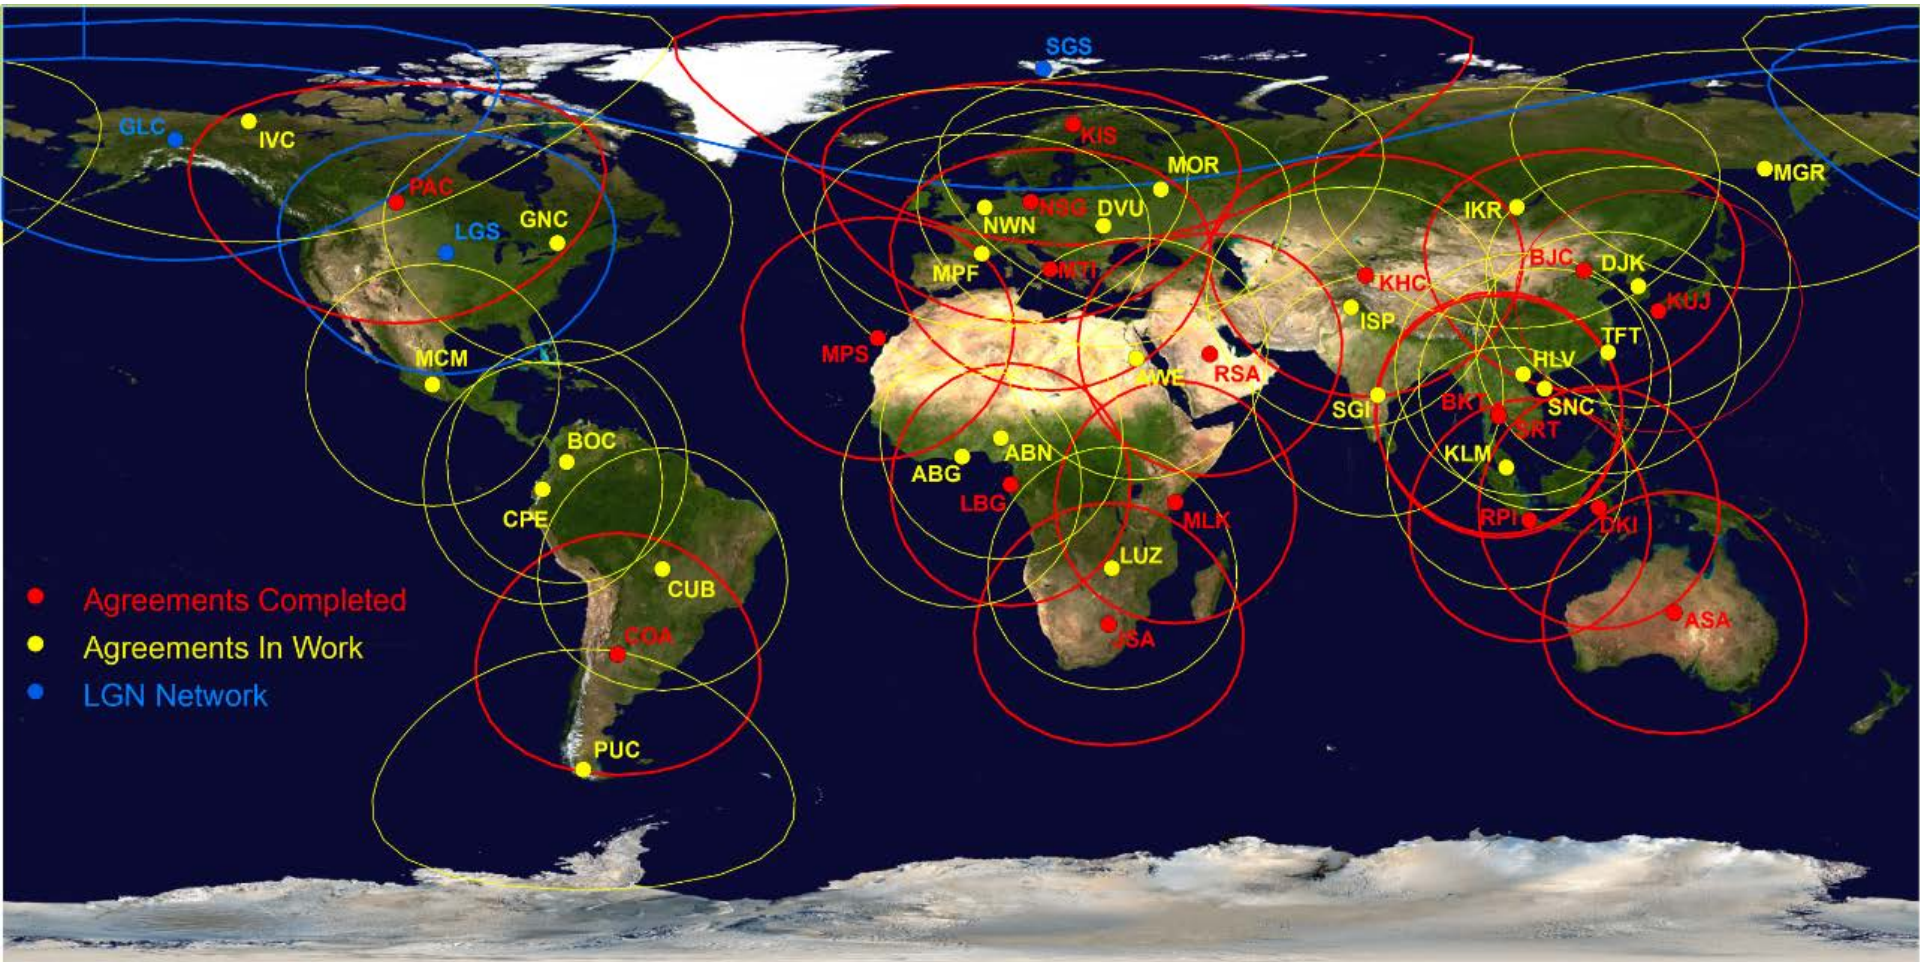 SGS
GLC
IVC
KIS
MOR
MGR
PAC
GNC
LGS
NSG
DVU
NWN
IKR
MPF
MTI
KHC
BJC
DJK
KUJ
ISP
MCM
MPS
AWE
RSA
TFT
HLV
SGI
BKT
SNC
SRT
BOC
ABN
ABG
KLM
CPE
LBG
MLK
RPI
DKI
LUZ
CUB
COA
JSA
ASA
PUC
Agreements Completed
Agreements In Work
LGN Network